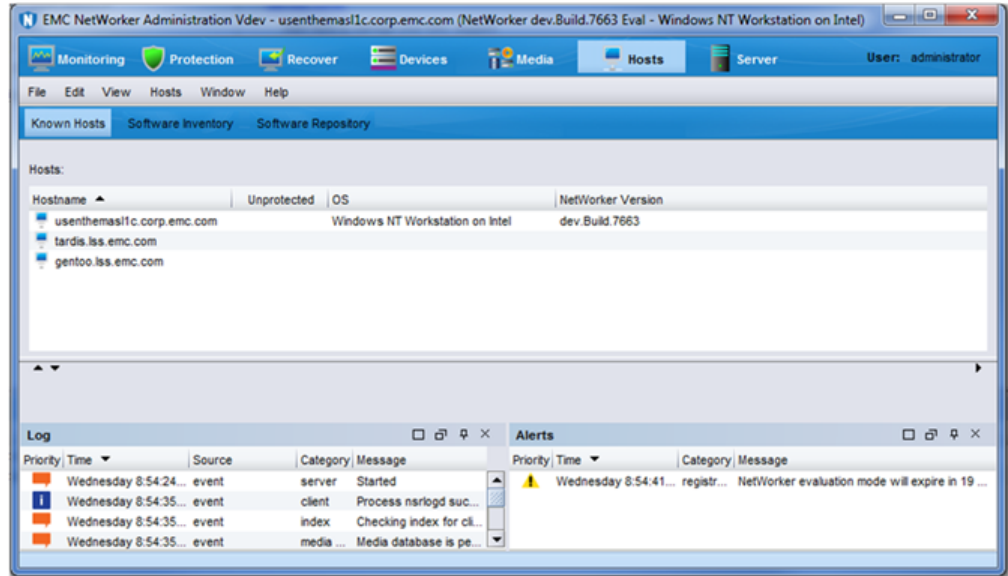 EMC NetWorker Administration Vdev - usenthemasl1c.corp.emc.com (NetWorker dev.Build.7663 Eval - Windows NT Workstation on Intel)
Monitoring Protection Recover Devices Media Hosts Server User: administrator
File Edit View Hosts Window Help
Known Hosts Software Inventory Software Repository
Hosts:
Hostname Unprotected OS NetWorker Version
usenthemasl1c.corp.emc.com Windows NT Workstation on Intel dev.Build.7663
tardis.lss.emc.com
gentoo.lss.emc.com
Log
Priority Time Source Category Message
Wednesday 8:54:24... event server Started
Wednesday 8:54:35... event client Process nsrlogd suc...
Wednesday 8:54:35... event index Checking index for cli...
Wednesday 8:54:35... event media ... Media database is pe...
Alerts
Priority Time Category Message
Wednesday 8:54:41... registr... NetWorker evaluation mode will expire in 19 ...